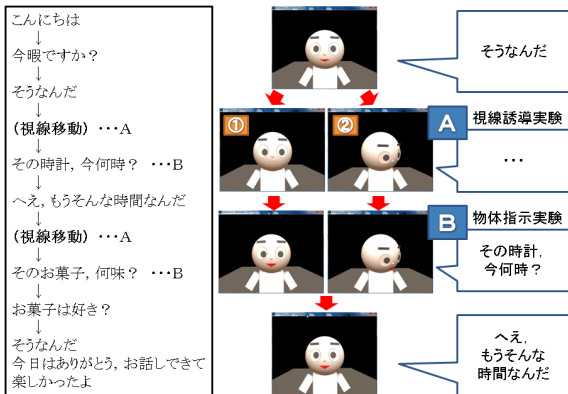 こんにちは
↓
今暇ですか？
↓
そうなんだ
↓
(視線移動) ･･･A
↓
その時計, 今何時？ ･･･B
↓
へえ, もうそんな時間なんだ
↓
(視線移動) ･･･A
↓
そのお菓子, 何味？ ･･･B
↓
お菓子は好き？
↓
そうなんだ
今日はありがとう, お話しできて
楽しかったよ
そうなんだ
① ②
A 視線誘導実験
･･･
B 物体指示実験
その時計,
今何時？
へえ,
もうそんな
時間なんだ